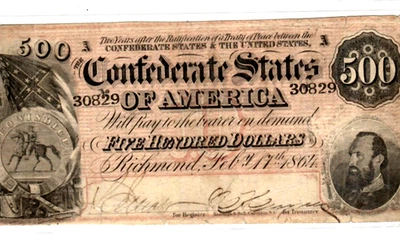 500 A Two Years after the Ratification of a Treaty of Peace between the A 500
CONFEDERATE STATES & THE UNITED STATES,
THE Confederate States
30829 30829
OF AMERICA
Will pay to the bearer on demand
FIVE HUNDRED DOLLARS
Richmond, Feb 17th 1864
for Register for Treasurer